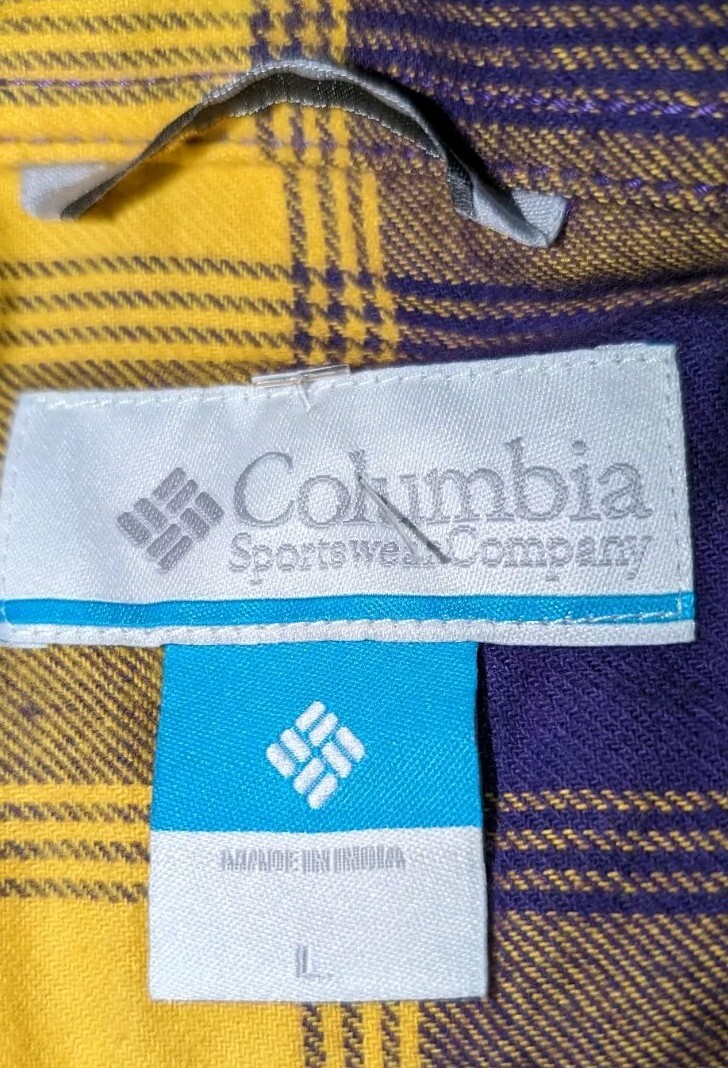 Columbia
Sportswear Company
MADE IN INDIA
L